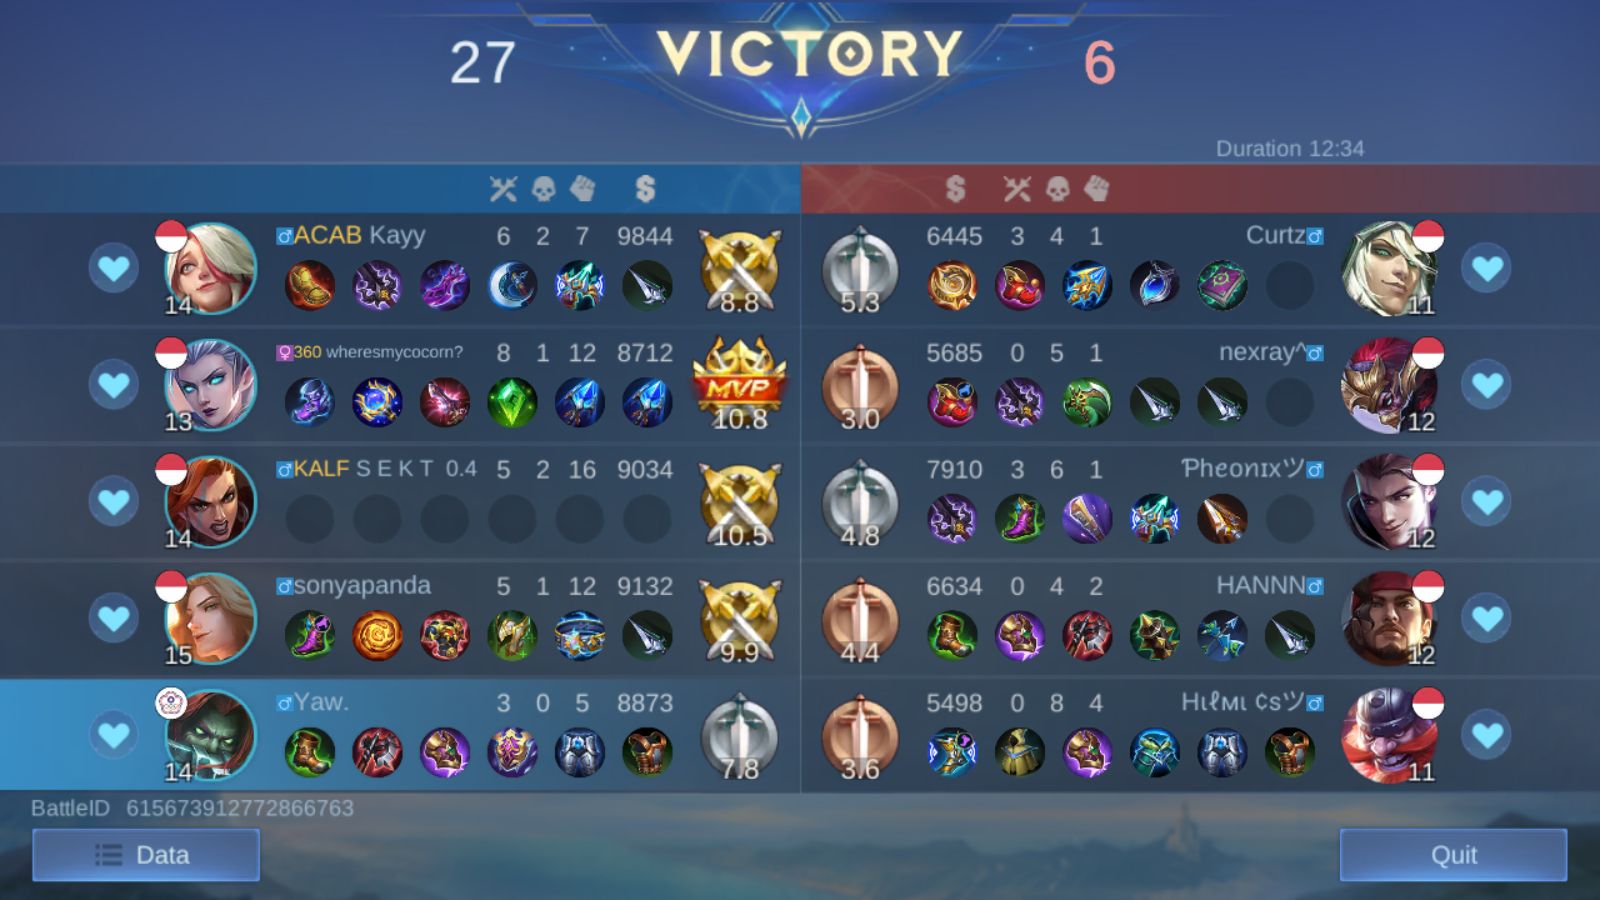 27 VICTORY 6
Duration 12:34
ACAB Kayy 6 2 7 9844
14 8.8
6445 3 4 1 Curtz
5.3 11
360 wheresmycocorn? 8 1 12 8712
13 MVP 10.8
5685 0 5 1 nexray^
3.0 12
KALF S E K T 0.4 5 2 16 9034
14 10.5
7910 3 6 1 Ƥhҽσníxツ
4.8 12
sonyapanda 5 1 12 9132
15 9.9
6634 0 4 2 HANNN
4.4 12
Yaw. 3 0 5 8873
14 7.8
5498 0 8 4 Hιℓмι ¢sツ
3.6 11
BattleID 615673912772866763
Data
Quit